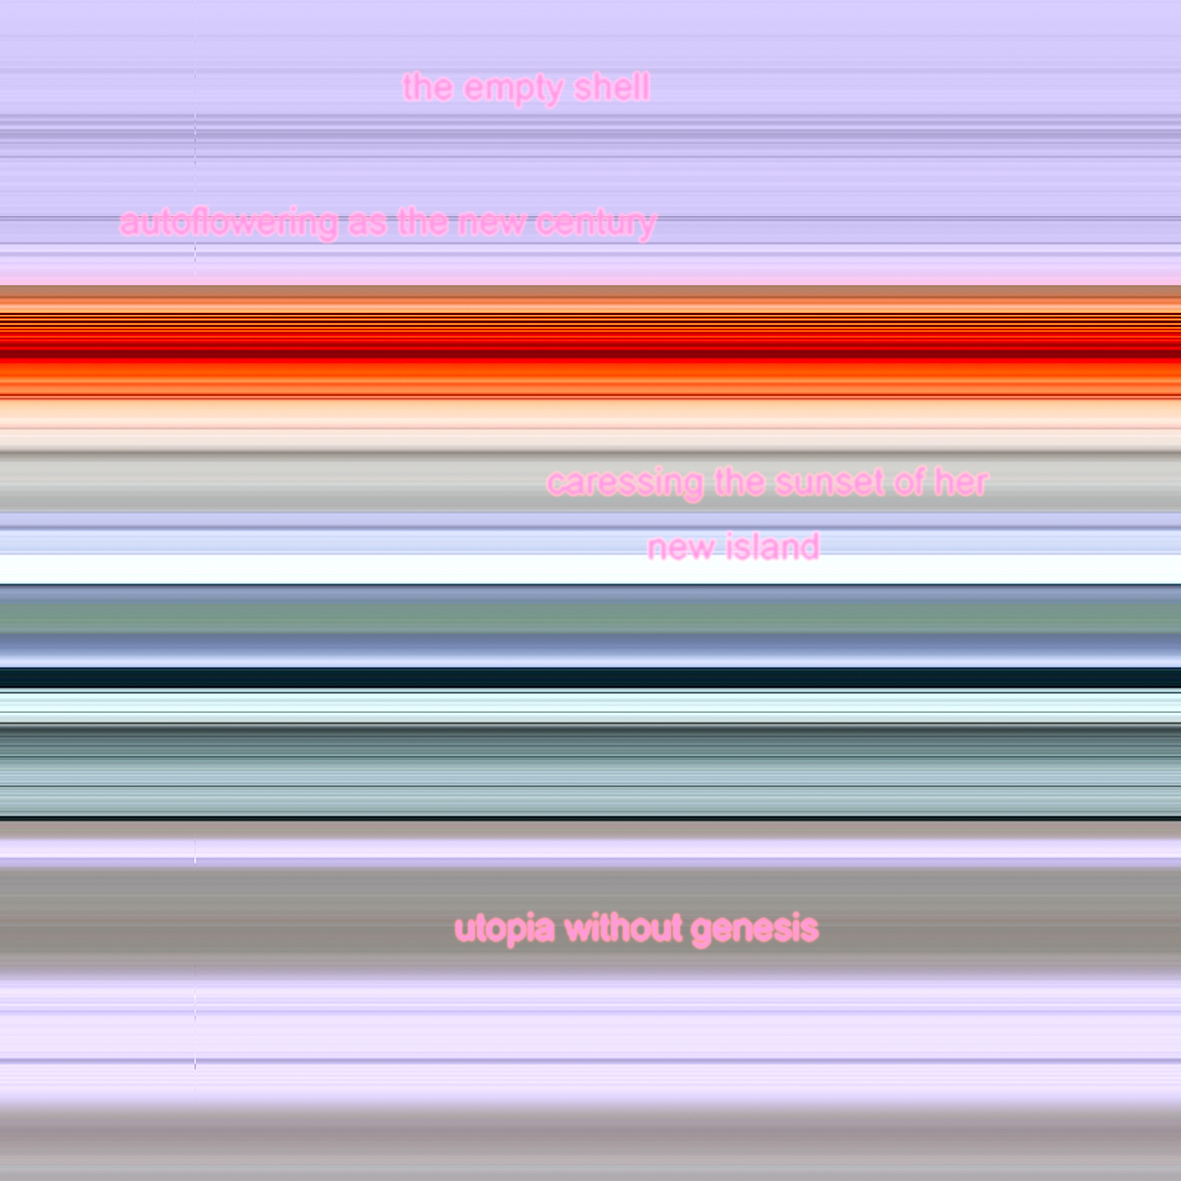 the empty shell
autoflowering as the new century
caressing the sunset of her
new island
utopia without genesis